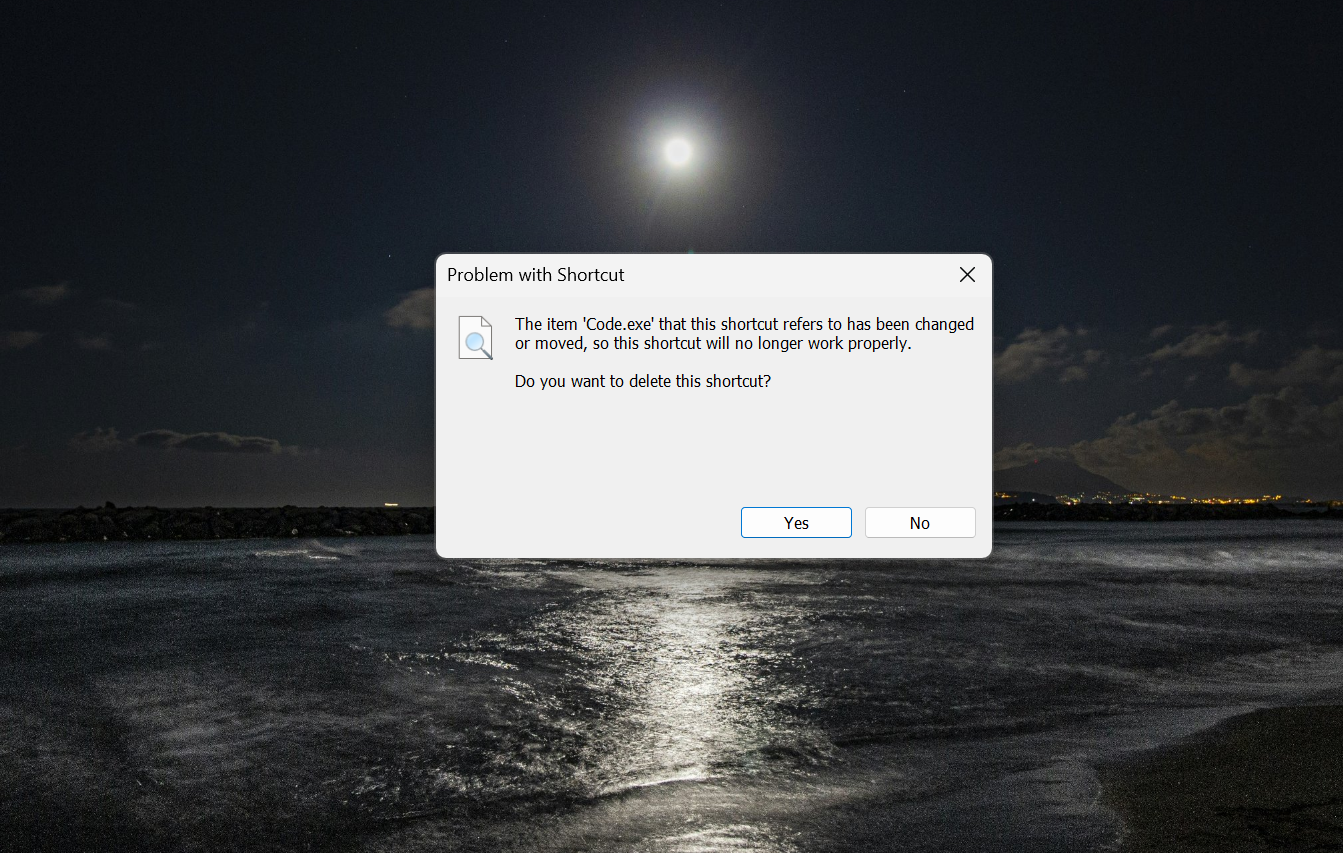 Problem with Shortcut
The item 'Code.exe' that this shortcut refers to has been changed
or moved, so this shortcut will no longer work properly.
Do you want to delete this shortcut?
Yes
No